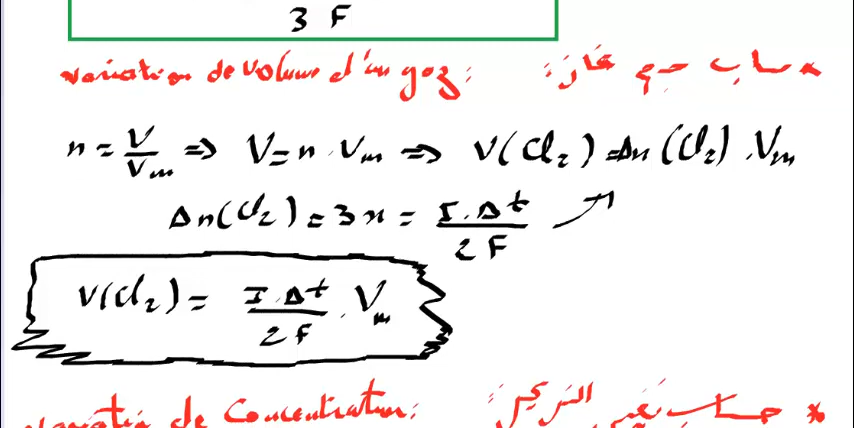 3 F
variation de volume d'un gaz : حساب حجم غاز :
n = V/Vm ⇒ V = n . Vm ⇒ V(Cl₂) = Δn(Cl₂) . Vm
Δn(Cl₂) = 3x = I.Δt / 2F
V(Cl₂) = I.Δt / 2F . Vm
variation de Concentration : * حساب تغير التركيز :